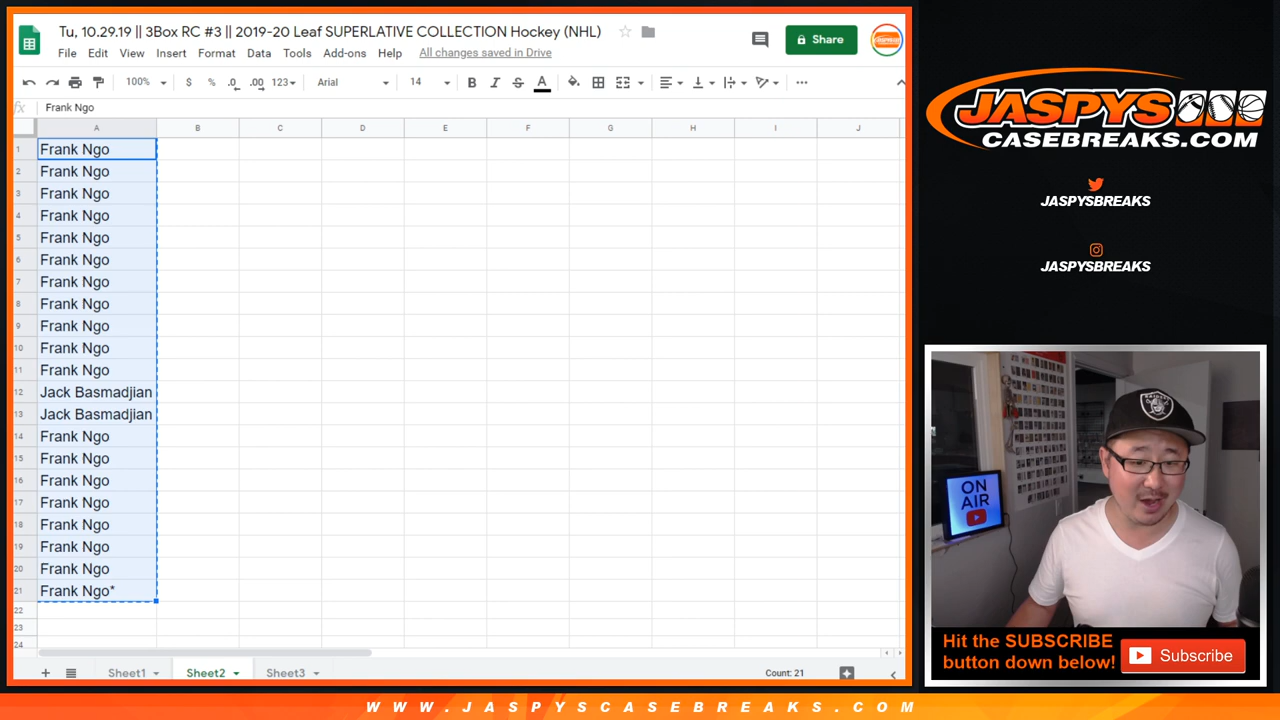 Tu, 10.29.19 || 3Box RC #3 || 2019-20 Leaf SUPERLATIVE COLLECTION Hockey (NHL)
File Edit View Insert Format Data Tools Add-ons Help All changes saved in Drive
Share
100% $ % .0 .00 123 Arial 14 B I S A
fx Frank Ngo
A B C D E F G H I J
1 Frank Ngo
2 Frank Ngo
3 Frank Ngo
4 Frank Ngo
5 Frank Ngo
6 Frank Ngo
7 Frank Ngo
8 Frank Ngo
9 Frank Ngo
10 Frank Ngo
11 Frank Ngo
12 Jack Basmadjian
13 Jack Basmadjian
14 Frank Ngo
15 Frank Ngo
16 Frank Ngo
17 Frank Ngo
18 Frank Ngo
19 Frank Ngo
20 Frank Ngo
21 Frank Ngo*
22
23
24
Sheet1 Sheet2 Sheet3 Count: 21
JASPYS
CASEBREAKS.COM
JASPYSBREAKS
JASPYSBREAKS
RAIDERS
ON
AIR
Hit the SUBSCRIBE
button down below!
Subscribe
WWW.JASPYSCASEBREAKS.COM